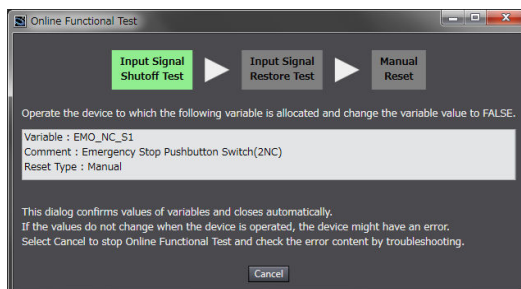 Online Functional Test
Input Signal
Shutoff Test
Input Signal
Restore Test
Manual
Reset
Operate the device to which the following variable is allocated and change the variable value to FALSE.
Variable : EMO_NC_S1
Comment : Emergency Stop Pushbutton Switch(2NC)
Reset Type : Manual
This dialog confirms values of variables and closes automatically.
If the values do not change when the device is operated, the device might have an error.
Select Cancel to stop Online Functional Test and check the error content by troubleshooting.
Cancel